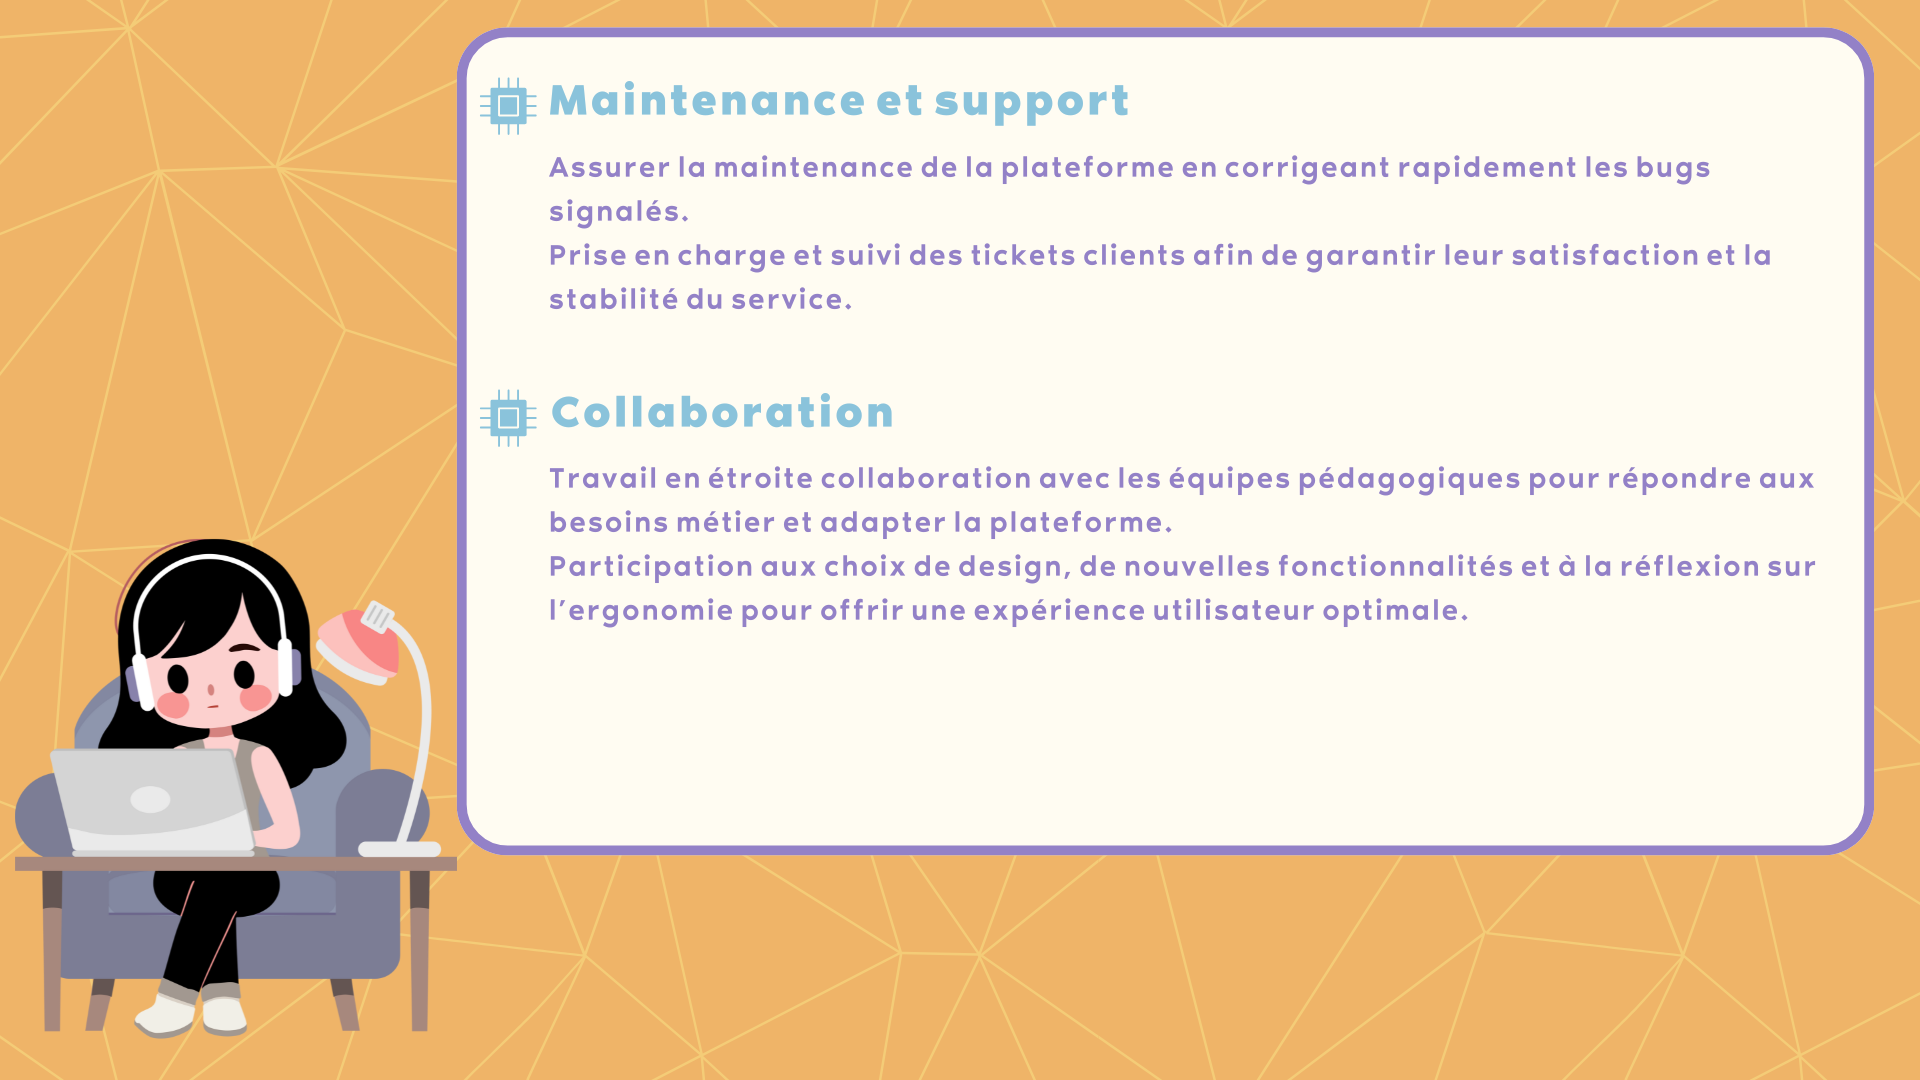 Maintenance et support
Assurer la maintenance de la plateforme en corrigeant rapidement les bugs
signalés.
Prise en charge et suivi des tickets clients afin de garantir leur satisfaction et la
stabilité du service.
Collaboration
Travail en étroite collaboration avec les équipes pédagogiques pour répondre aux
besoins métier et adapter la plateforme.
Participation aux choix de design, de nouvelles fonctionnalités et à la réflexion sur
l'ergonomie pour offrir une expérience utilisateur optimale.